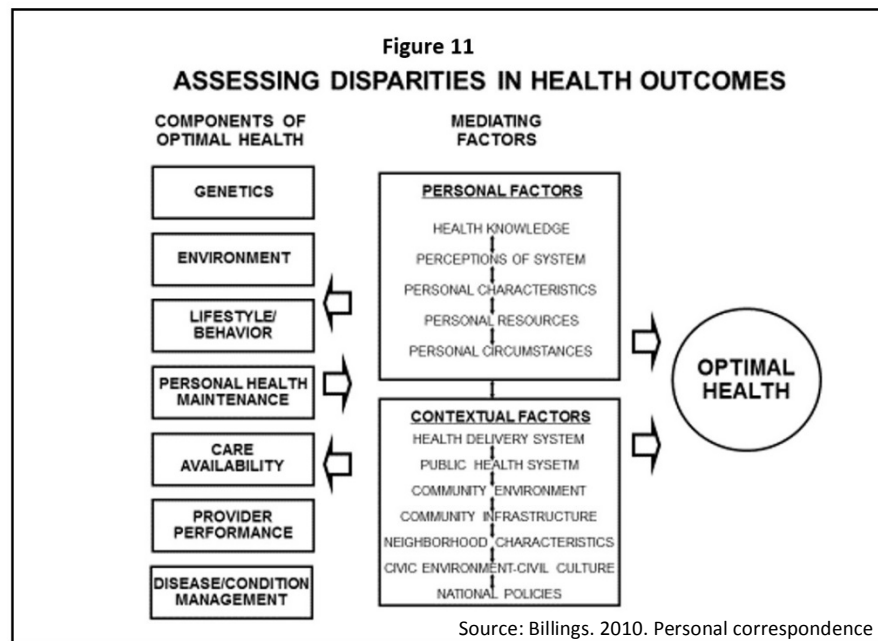 Figure 11
ASSESSING DISPARITIES IN HEALTH OUTCOMES
COMPONENTS OF
OPTIMAL HEALTH
GENETICS
ENVIRONMENT
LIFESTYLE/
BEHAVIOR
PERSONAL HEALTH
MAINTENANCE
CARE
AVAILABILITY
PROVIDER
PERFORMANCE
DISEASE/CONDITION
MANAGEMENT
MEDIATING
FACTORS
PERSONAL FACTORS
HEALTH KNOWLEDGE
PERCEPTIONS OF SYSTEM
PERSONAL CHARACTERISTICS
PERSONAL RESOURCES
PERSONAL CIRCUMSTANCES
CONTEXTUAL FACTORS
HEALTH DELIVERY SYSTEM
PUBLIC HEALTH SYSETM
COMMUNITY ENVIRONMENT
COMMUNITY INFRASTRUCTURE
NEIGHBORHOOD CHARACTERISTICS
CIVIC ENVIRONMENT-CIVIL CULTURE
NATIONAL POLICIES
OPTIMAL
HEALTH
Source: Billings. 2010. Personal correspondence